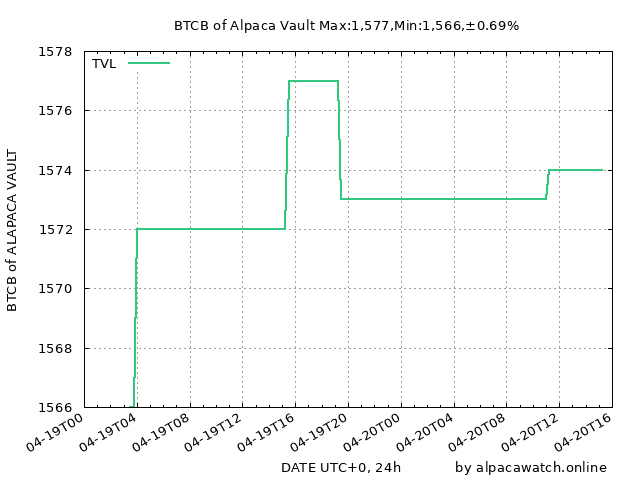 BTCB of Alpaca Vault Max:1,577,Min:1,566,±0.69%
TVL
BTCB of ALAPACA VAULT
1578
1576
1574
1572
1570
1568
1566
04-19T00
04-19T04
04-19T08
04-19T12
04-19T16
04-19T20
04-20T00
04-20T04
04-20T08
04-20T12
04-20T16
DATE UTC+0, 24h
by alpacawatch.online